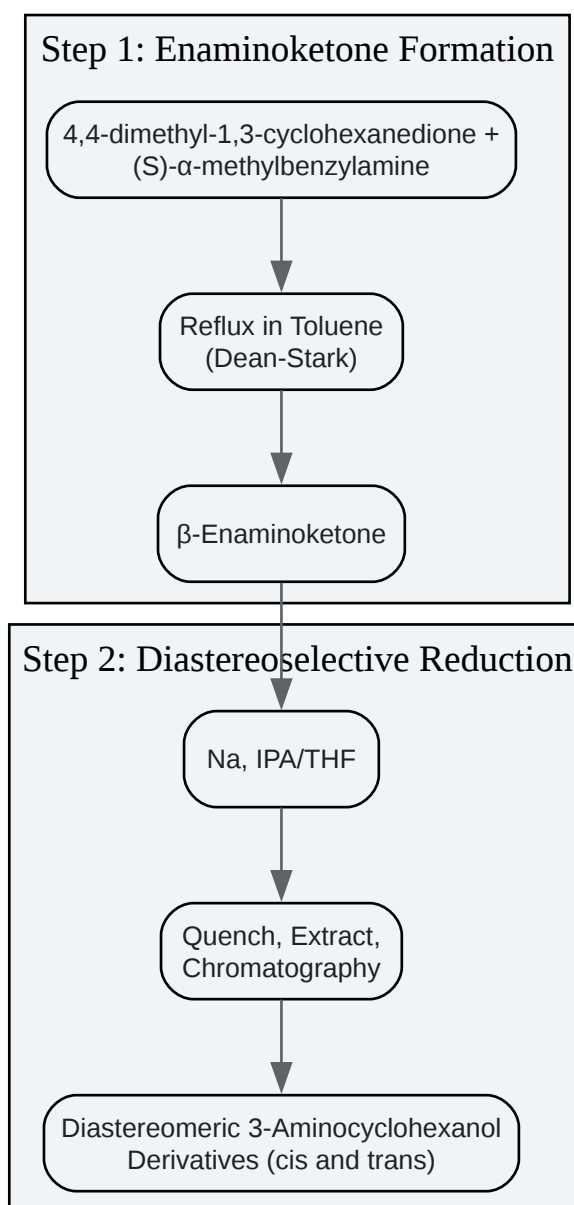 Step 1: Enaminoketone Formation
4,4-dimethyl-1,3-cyclohexanedione +
(S)-α-methylbenzylamine
Reflux in Toluene
(Dean-Stark)
β-Enaminoketone
Step 2: Diastereoselective Reduction
Na, IPA/THF
Quench, Extract,
Chromatography
Diastereomeric 3-Aminocyclohexanol
Derivatives (cis and trans)